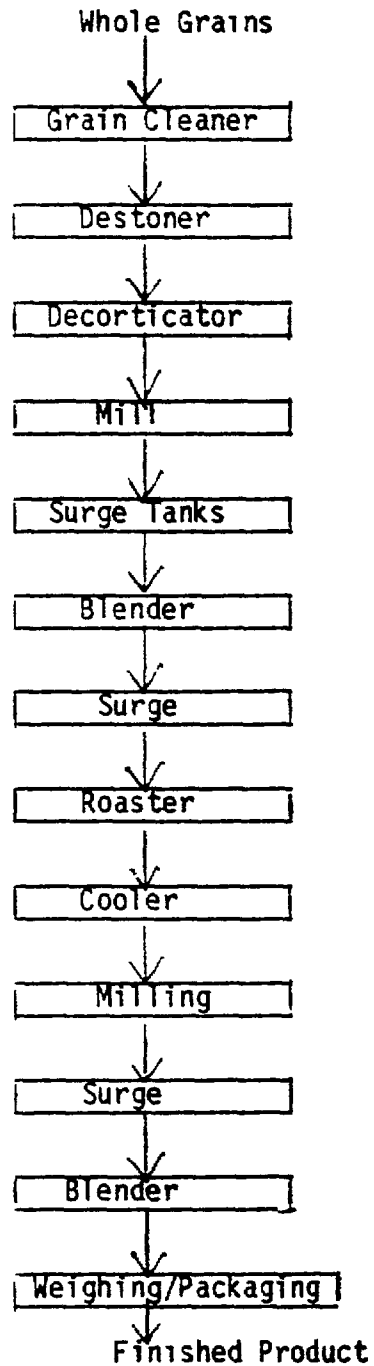 Whole Grains
Grain Cleaner
Destoner
Decorticator
Mill
Surge Tanks
Blender
Surge
Roaster
Cooler
Milling
Surge
Blender
Weighing/Packaging
Finished Product